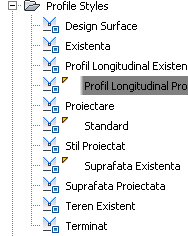 Profile Styles
Design Surface
Existenta
Profil Longitudinal Existen
Profil Longitudinal Pro
Proiectare
Standard
Stil Proiectat
Suprafata Existenta
Suprafata Proiectata
Teren Existent
Terminat